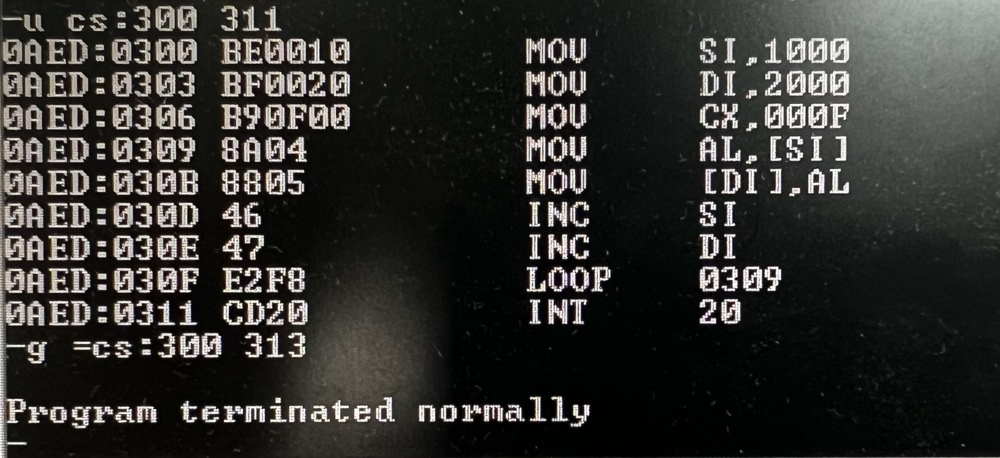 -u cs:300 311
0AED:0300 BE0010 MOV SI,1000
0AED:0303 BF0020 MOV DI,2000
0AED:0306 B90F00 MOV CX,000F
0AED:0309 8A04 MOV AL,[SI]
0AED:030B 8805 MOV [DI],AL
0AED:030D 46 INC SI
0AED:030E 47 INC DI
0AED:030F E2F8 LOOP 0309
0AED:0311 CD20 INT 20
-g =cs:300 313
Program terminated normally
-